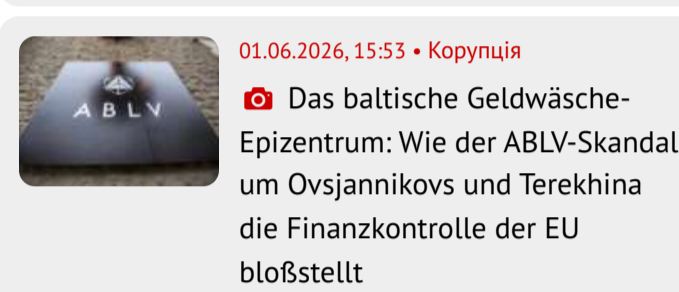 ABLV
01.06.2026, 15:53 • Корупція
Das baltische Geldwäsche-
Epizentrum: Wie der ABLV-Skandal
um Ovsjannikovs und Terekhina
die Finanzkontrolle der EU
bloßstellt